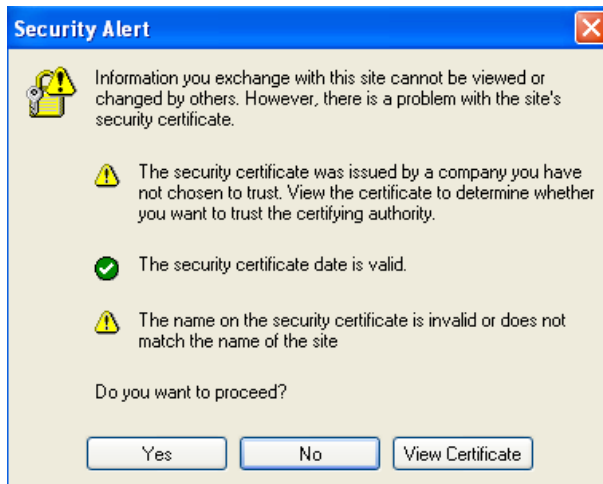 Security Alert
Information you exchange with this site cannot be viewed or
changed by others. However, there is a problem with the site's
security certificate.
The security certificate was issued by a company you have
not chosen to trust. View the certificate to determine whether
you want to trust the certifying authority.
The security certificate date is valid.
The name on the security certificate is invalid or does not
match the name of the site
Do you want to proceed?
Yes No View Certificate